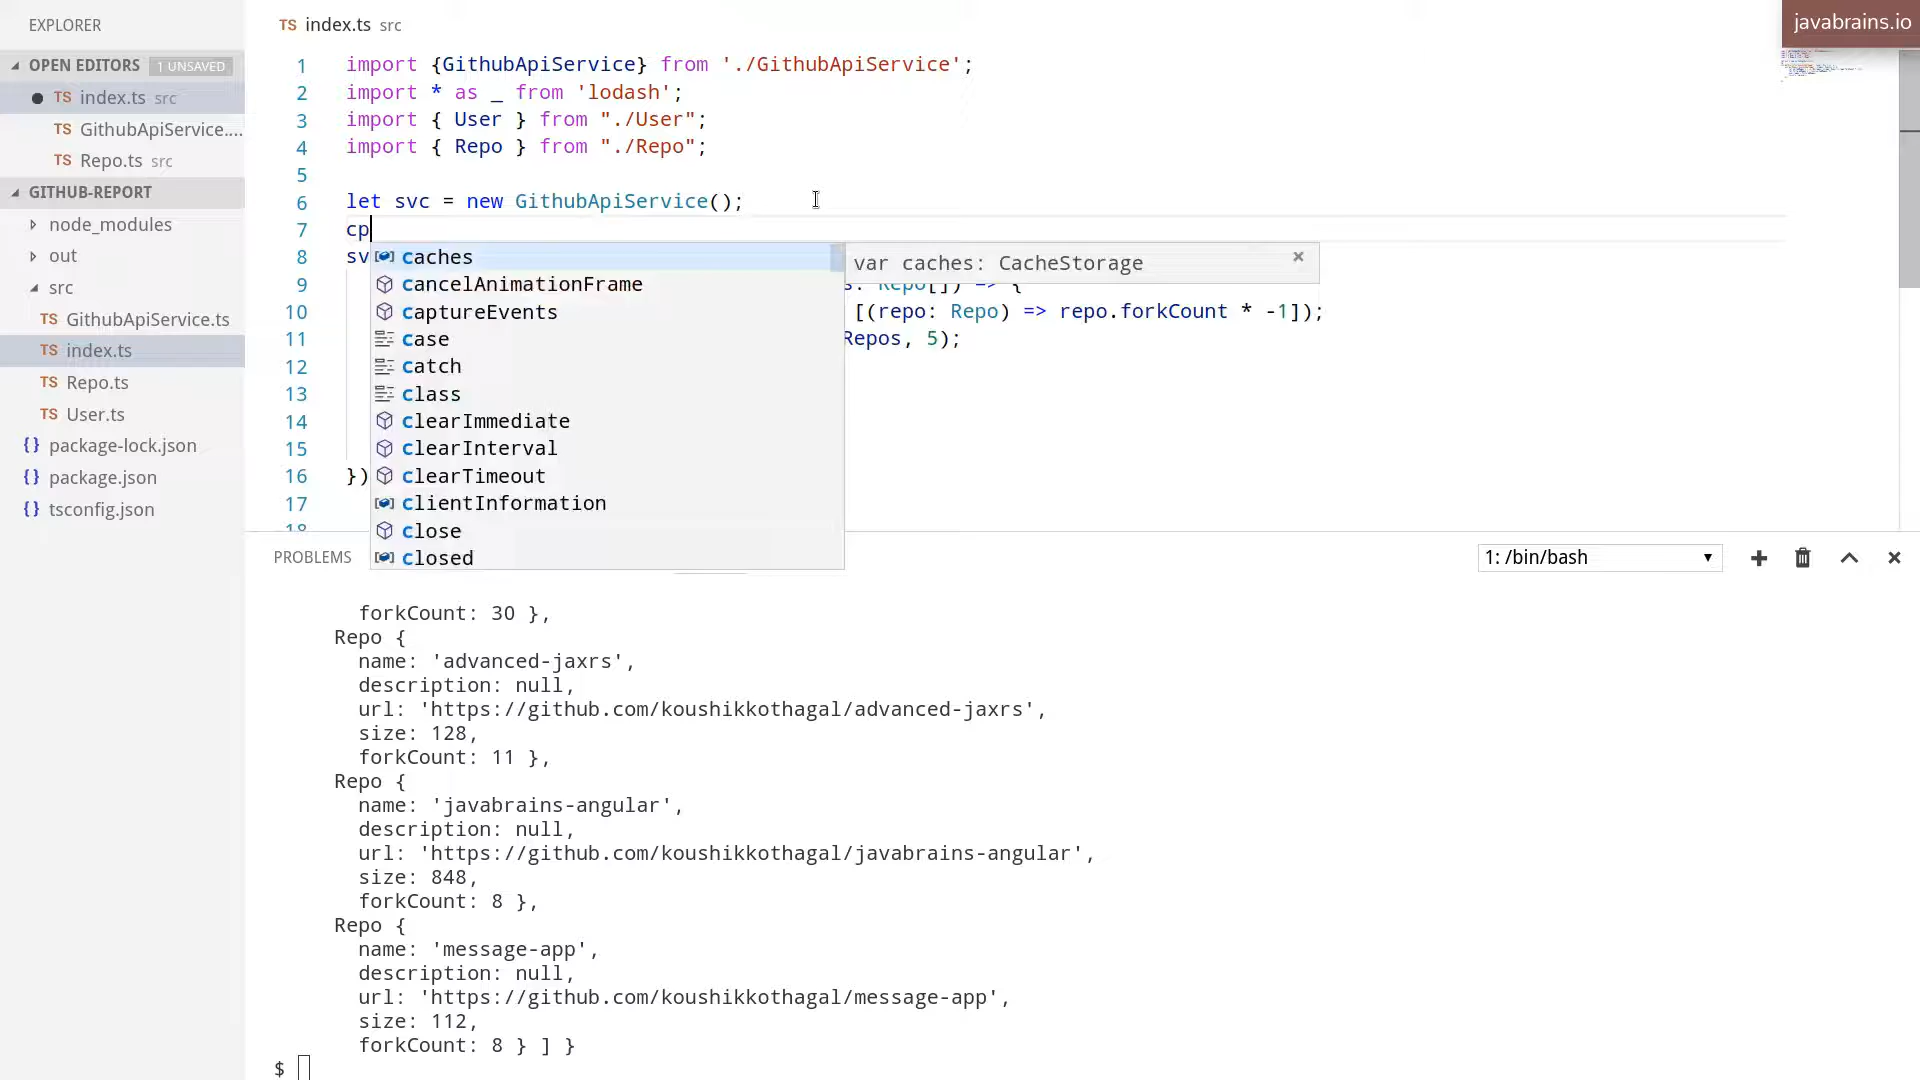 EXPLORER
OPEN EDITORS 1 UNSAVED
TS index.ts src
TS GithubApiService....
TS Repo.ts src
GITHUB-REPORT
node_modules
out
src
TS GithubApiService.ts
TS index.ts
TS Repo.ts
TS User.ts
{} package-lock.json
{} package.json
{} tsconfig.json
TS index.ts src
javabrains.io
1 import {GithubApiService} from './GithubApiService';
2 import * as _ from 'lodash';
3 import { User } from "./User";
4 import { Repo } from "./Repo";
5
6 let svc = new GithubApiService();
7 cp
8 sv
9 s: Repo[]) => {
10 [(repo: Repo) => repo.forkCount * -1]);
11 Repos, 5);
12
13
14
15
16 })
17
18
caches
cancelAnimationFrame
captureEvents
case
catch
class
clearImmediate
clearInterval
clearTimeout
clientInformation
close
closed
var caches: CacheStorage
PROBLEMS
1: /bin/bash
forkCount: 30 },
Repo {
name: 'advanced-jaxrs',
description: null,
url: 'https://github.com/koushikkothagal/advanced-jaxrs',
size: 128,
forkCount: 11 },
Repo {
name: 'javabrains-angular',
description: null,
url: 'https://github.com/koushikkothagal/javabrains-angular',
size: 848,
forkCount: 8 },
Repo {
name: 'message-app',
description: null,
url: 'https://github.com/koushikkothagal/message-app',
size: 112,
forkCount: 8 } ] }
$